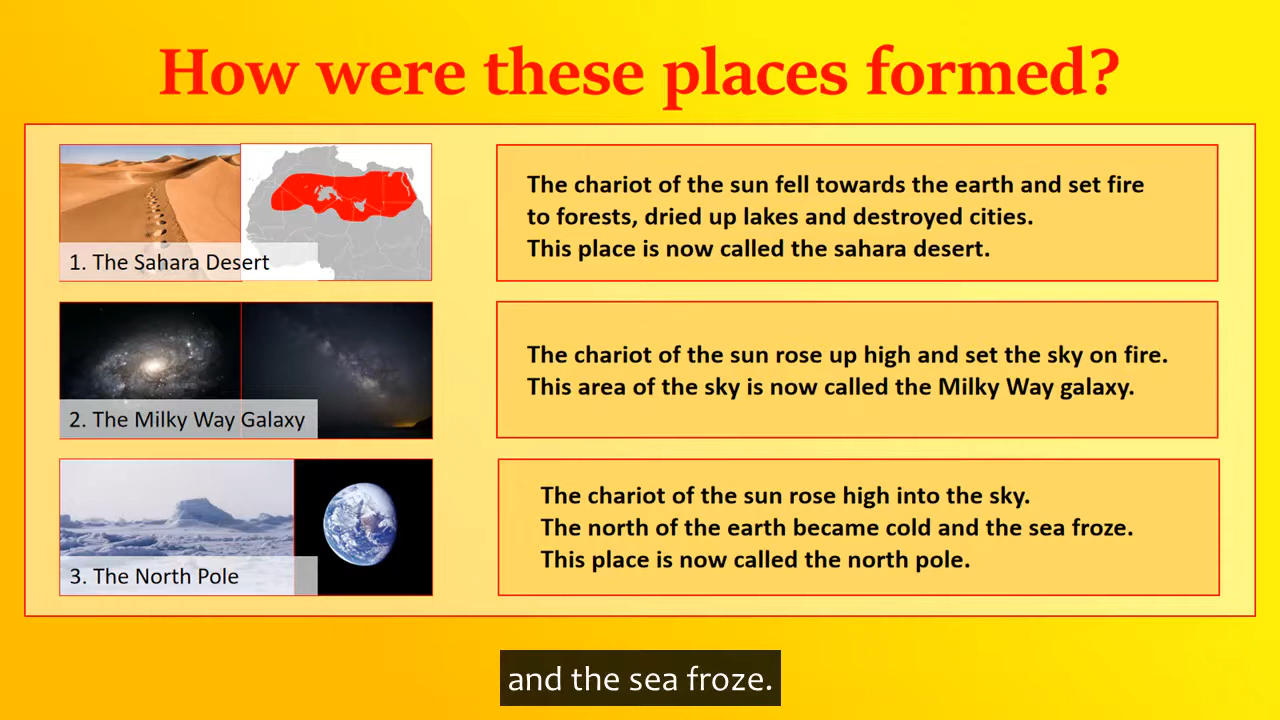 How were these places formed?
1. The Sahara Desert
The chariot of the sun fell towards the earth and set fire
to forests, dried up lakes and destroyed cities.
This place is now called the sahara desert.
2. The Milky Way Galaxy
The chariot of the sun rose up high and set the sky on fire.
This area of the sky is now called the Milky Way galaxy.
3. The North Pole
The chariot of the sun rose high into the sky.
The north of the earth became cold and the sea froze.
This place is now called the north pole.
and the sea froze.